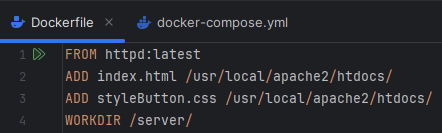 Dockerfile × docker-compose.yml
1 FROM httpd:latest
2 ADD index.html /usr/local/apache2/htdocs/
3 ADD styleButton.css /usr/local/apache2/htdocs/
4 WORKDIR /server/